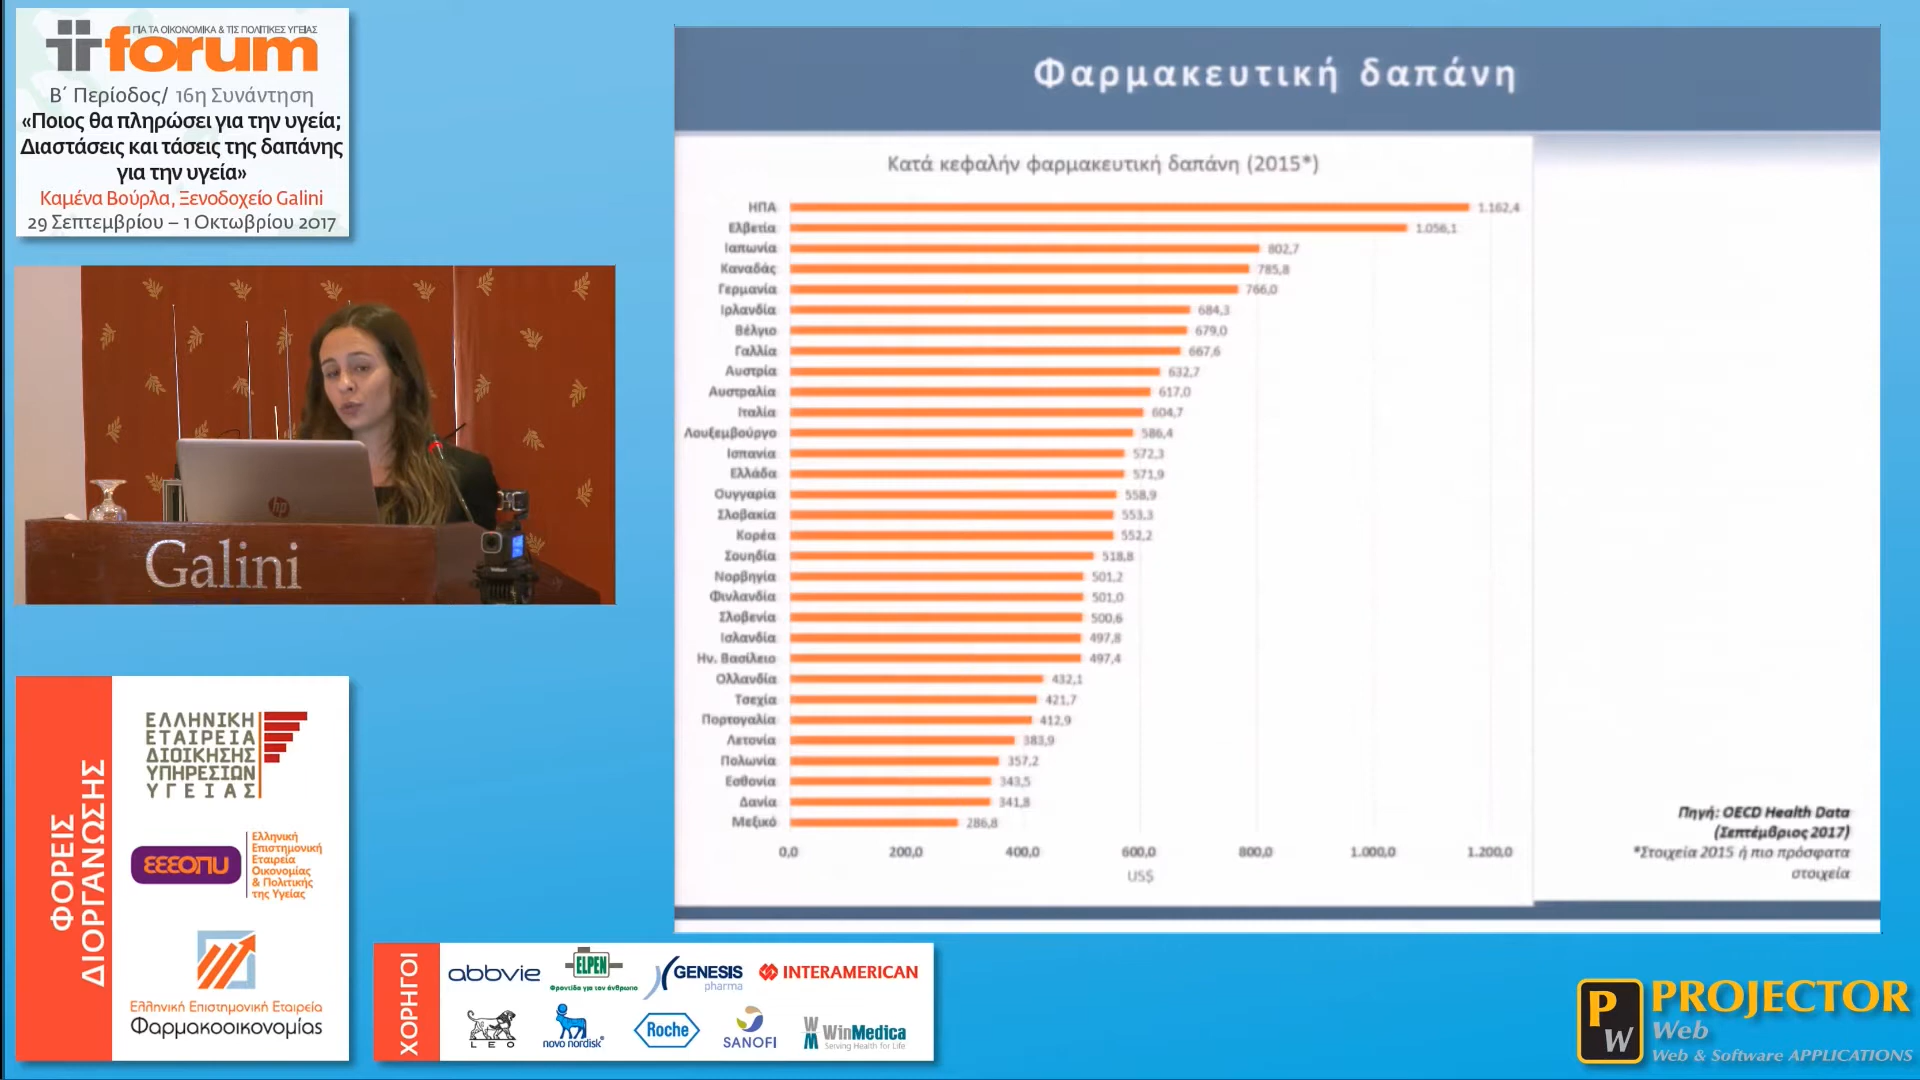 ΓΙΑ ΤΑ ΟΙΚΟΝΟΜΙΚΑ & ΤΙΣ ΠΟΛΙΤΙΚΕΣ ΥΓΕΙΑΣ
forum
Β΄ Περίοδος/ 16η Συνάντηση
«Ποιος θα πληρώσει για την υγεία;
Διαστάσεις και τάσεις της δαπάνης
για την υγεία»
Καμένα Βούρλα, Ξενοδοχείο Galini
29 Σεπτεμβρίου – 1 Οκτωβρίου 2017
hp
Galini
Φαρμακευτική δαπάνη
Κατά κεφαλήν φαρμακευτική δαπάνη (2015*)
ΗΠΑ 1.162,4
Ελβετία 1.056,1
Ιαπωνία 802,7
Καναδάς 785,8
Γερμανία 766,0
Ιρλανδία 684,3
Βέλγιο 679,0
Γαλλία 667,6
Αυστρία 632,7
Αυστραλία 617,0
Ιταλία 604,7
Λουξεμβούργο 586,4
Ισπανία 572,3
Ελλάδα 571,9
Ουγγαρία 558,9
Σλοβακία 553,3
Κορέα 552,2
Σουηδία 518,8
Νορβηγία 501,2
Φινλανδία 501,0
Σλοβενία 500,6
Ισλανδία 497,8
Ην. Βασίλειο 497,4
Ολλανδία 432,1
Τσεχία 421,7
Πορτογαλία 412,9
Λετονία 383,9
Πολωνία 357,2
Εσθονία 343,5
Δανία 341,8
Μεξικό 286,8
0,0 200,0 400,0 600,0 800,0 1.000,0 1.200,0
US$
Πηγή: OECD Health Data
(Σεπτέμβριος 2017)
*Στοιχεία 2015 ή πιο πρόσφατα
στοιχεία
ΦΟΡΕΙΣ
ΔΙΟΡΓΑΝΩΣΗΣ
ΕΛΛΗΝΙΚΗ
ΕΤΑΙΡΕΙΑ
ΔΙΟΙΚΗΣΗΣ
ΥΠΗΡΕΣΙΩΝ
ΥΓΕΙΑΣ
ΕΕΕΟΠΥ
Ελληνική
Επιστημονική
Εταιρεία
Οικονομίας
& Πολιτικής
της Υγείας
Ελληνική Επιστημονική Εταιρεία
Φαρμακοοικονομίας
ΧΟΡΗΓΟΙ
abbvie
ELPEN
Φροντίδα για τον άνθρωπο
GENESIS
pharma
INTERAMERICAN
LEO
novo nordisk
Roche
SANOFI
WinMedica
Serving Health for Life
PW
PROJECTOR
Web
Web & Software APPLICATIONS